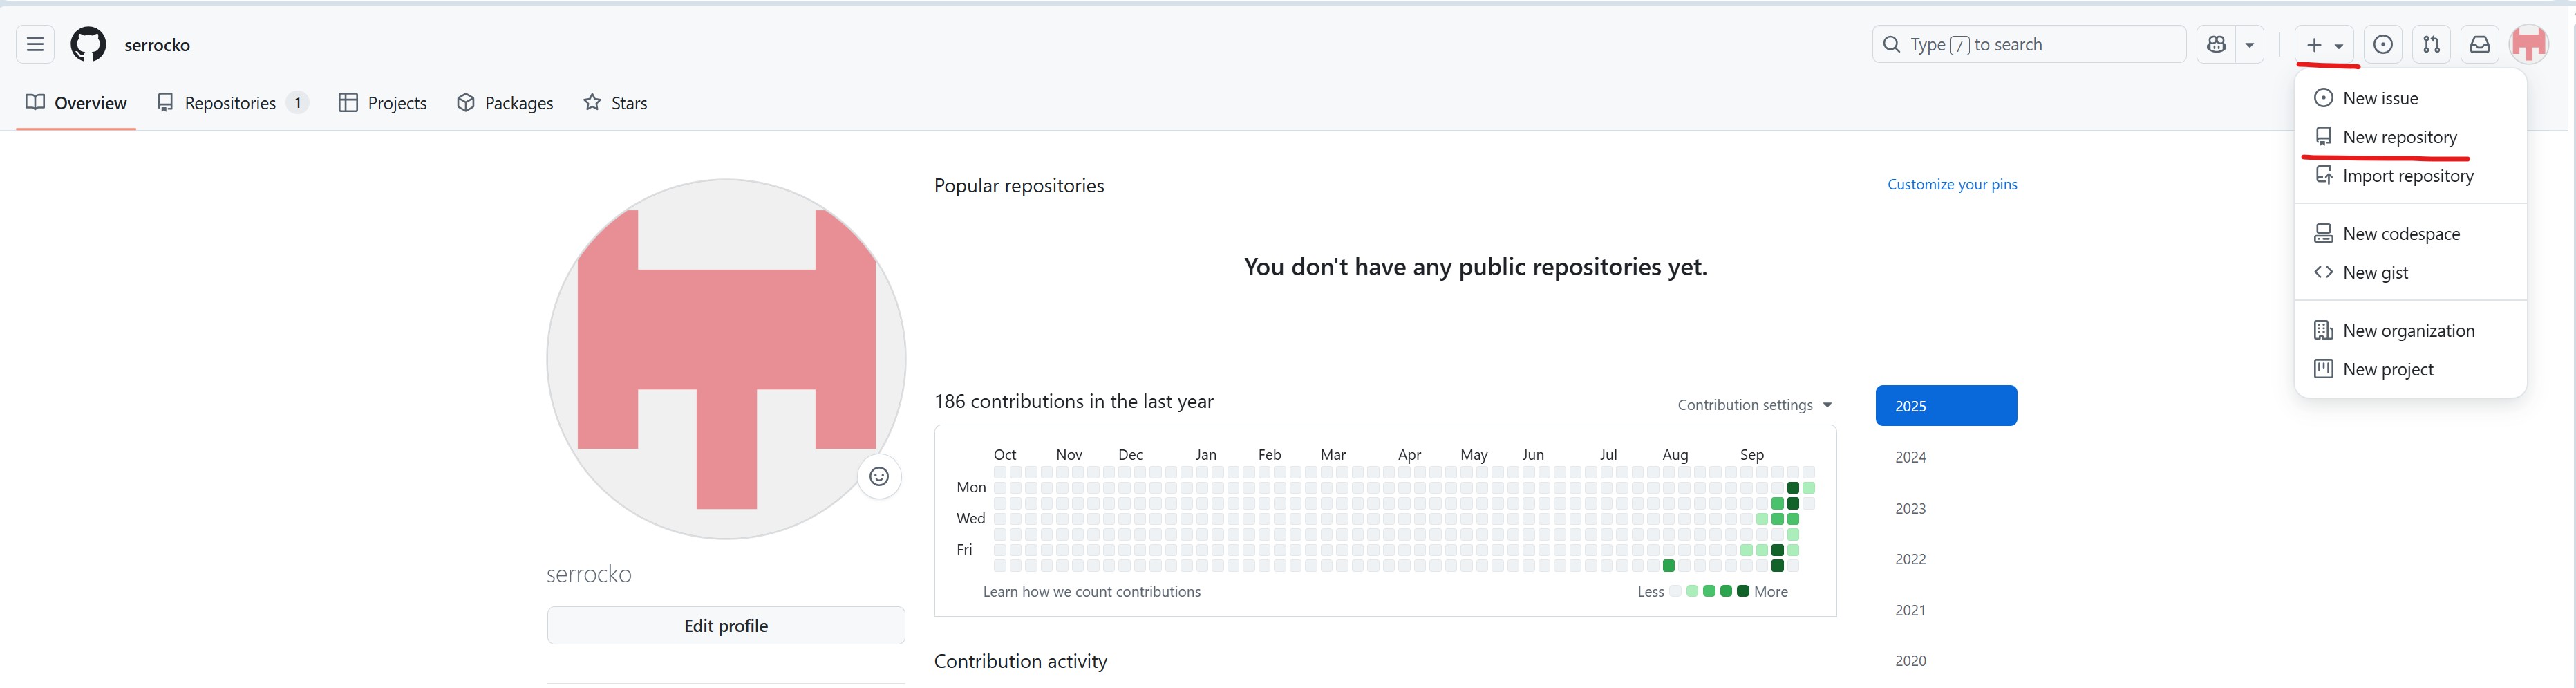 serrocko
Type / to search
Overview
Repositories 1
Projects
Packages
Stars
New issue
New repository
Import repository
New codespace
New gist
New organization
New project
Popular repositories
Customize your pins
You don't have any public repositories yet.
186 contributions in the last year
Contribution settings
Oct Nov Dec Jan Feb Mar Apr May Jun Jul Aug Sep
Mon
Wed
Fri
Learn how we count contributions
Less More
2025
2024
2023
2022
2021
2020
serrocko
Edit profile
Contribution activity